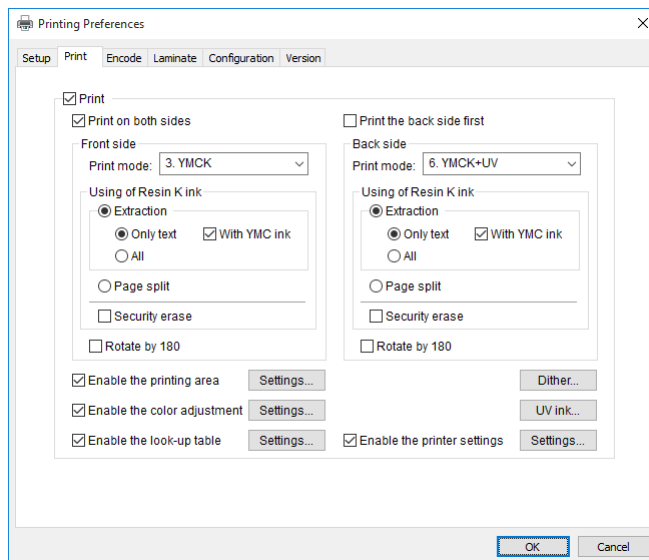 Printing Preferences
Setup Print Encode Laminate Configuration Version
Print
Print on both sides Print the back side first
Front side Back side
Print mode: 3. YMCK Print mode: 6. YMCK+UV
Using of Resin K ink Using of Resin K ink
Extraction Extraction
Only text With YMC ink Only text With YMC ink
All All
Page split Page split
Security erase Security erase
Rotate by 180 Rotate by 180
Enable the printing area Settings... Dither...
Enable the color adjustment Settings... UV ink...
Enable the look-up table Settings... Enable the printer settings Settings...
OK Cancel